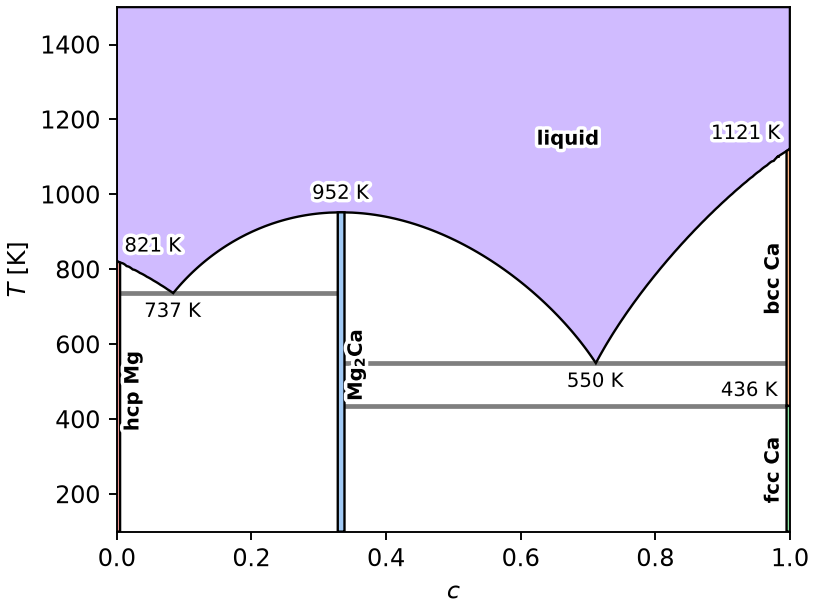 1400
1200
1000
800
600
400
200
T [K]
liquid
1121 K
952 K
821 K
737 K
550 K
436 K
hcp Mg
Mg₂Ca
bcc Ca
fcc Ca
0.0 0.2 0.4 0.6 0.8 1.0
c